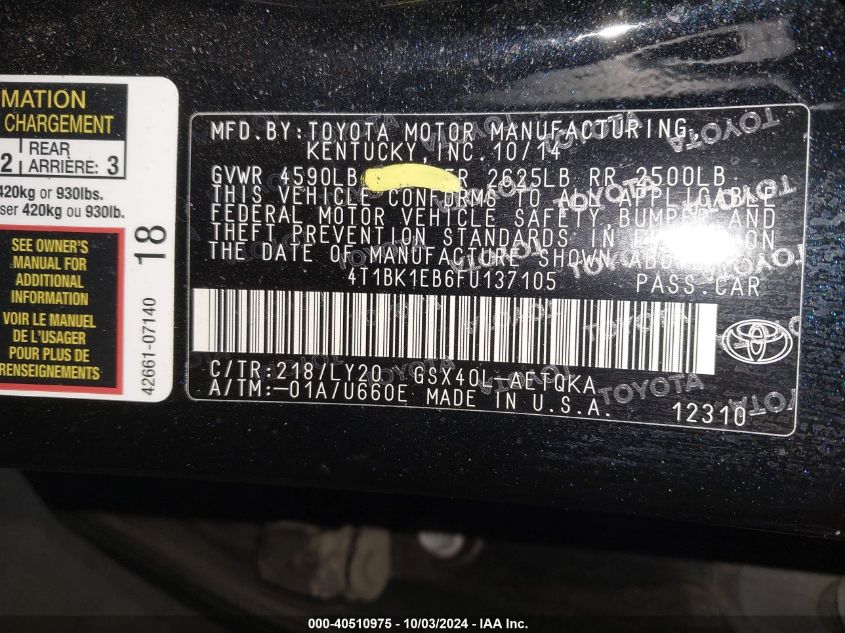 MATION
CHARGEMENT
2 | REAR
ARRIÈRE: 3
420kg or 930lbs.
ser 420kg ou 930lb.
SEE OWNER'S
MANUAL FOR
ADDITIONAL
INFORMATION
VOIR LE MANUEL
DE L'USAGER
POUR PLUS DE
RENSEIGNEMENTS
18
42661-07140
MFD.BY:TOYOTA MOTOR MANUFACTURING,
KENTUCKY,INC.10/14
GVWR 4590LB FR 2625LB RR 2500LB
THIS VEHICLE CONFORMS TO ALL APPLICABLE
FEDERAL MOTOR VEHICLE SAFETY, BUMPER AND
THEFT PREVENTION STANDARDS IN EFFECT ON
THE DATE OF MANUFACTURE SHOWN ABOVE.
4T1BK1EB6FU137105 PASS.CAR
C/TR:218/LY20 GSX40L-AETQKA
A/TM:-01A/U660E MADE IN U.S.A.
12310
TOYOTA
000-40510975 - 10/03/2024 - IAA Inc.